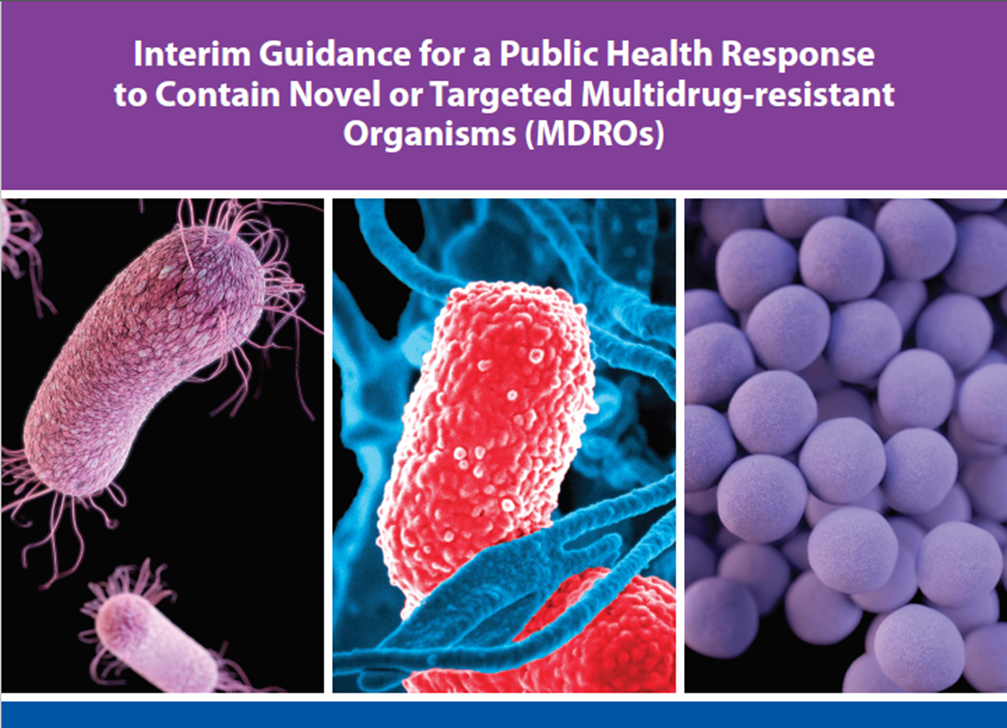 Interim Guidance for a Public Health Response
to Contain Novel or Targeted Multidrug-resistant
Organisms (MDROs)